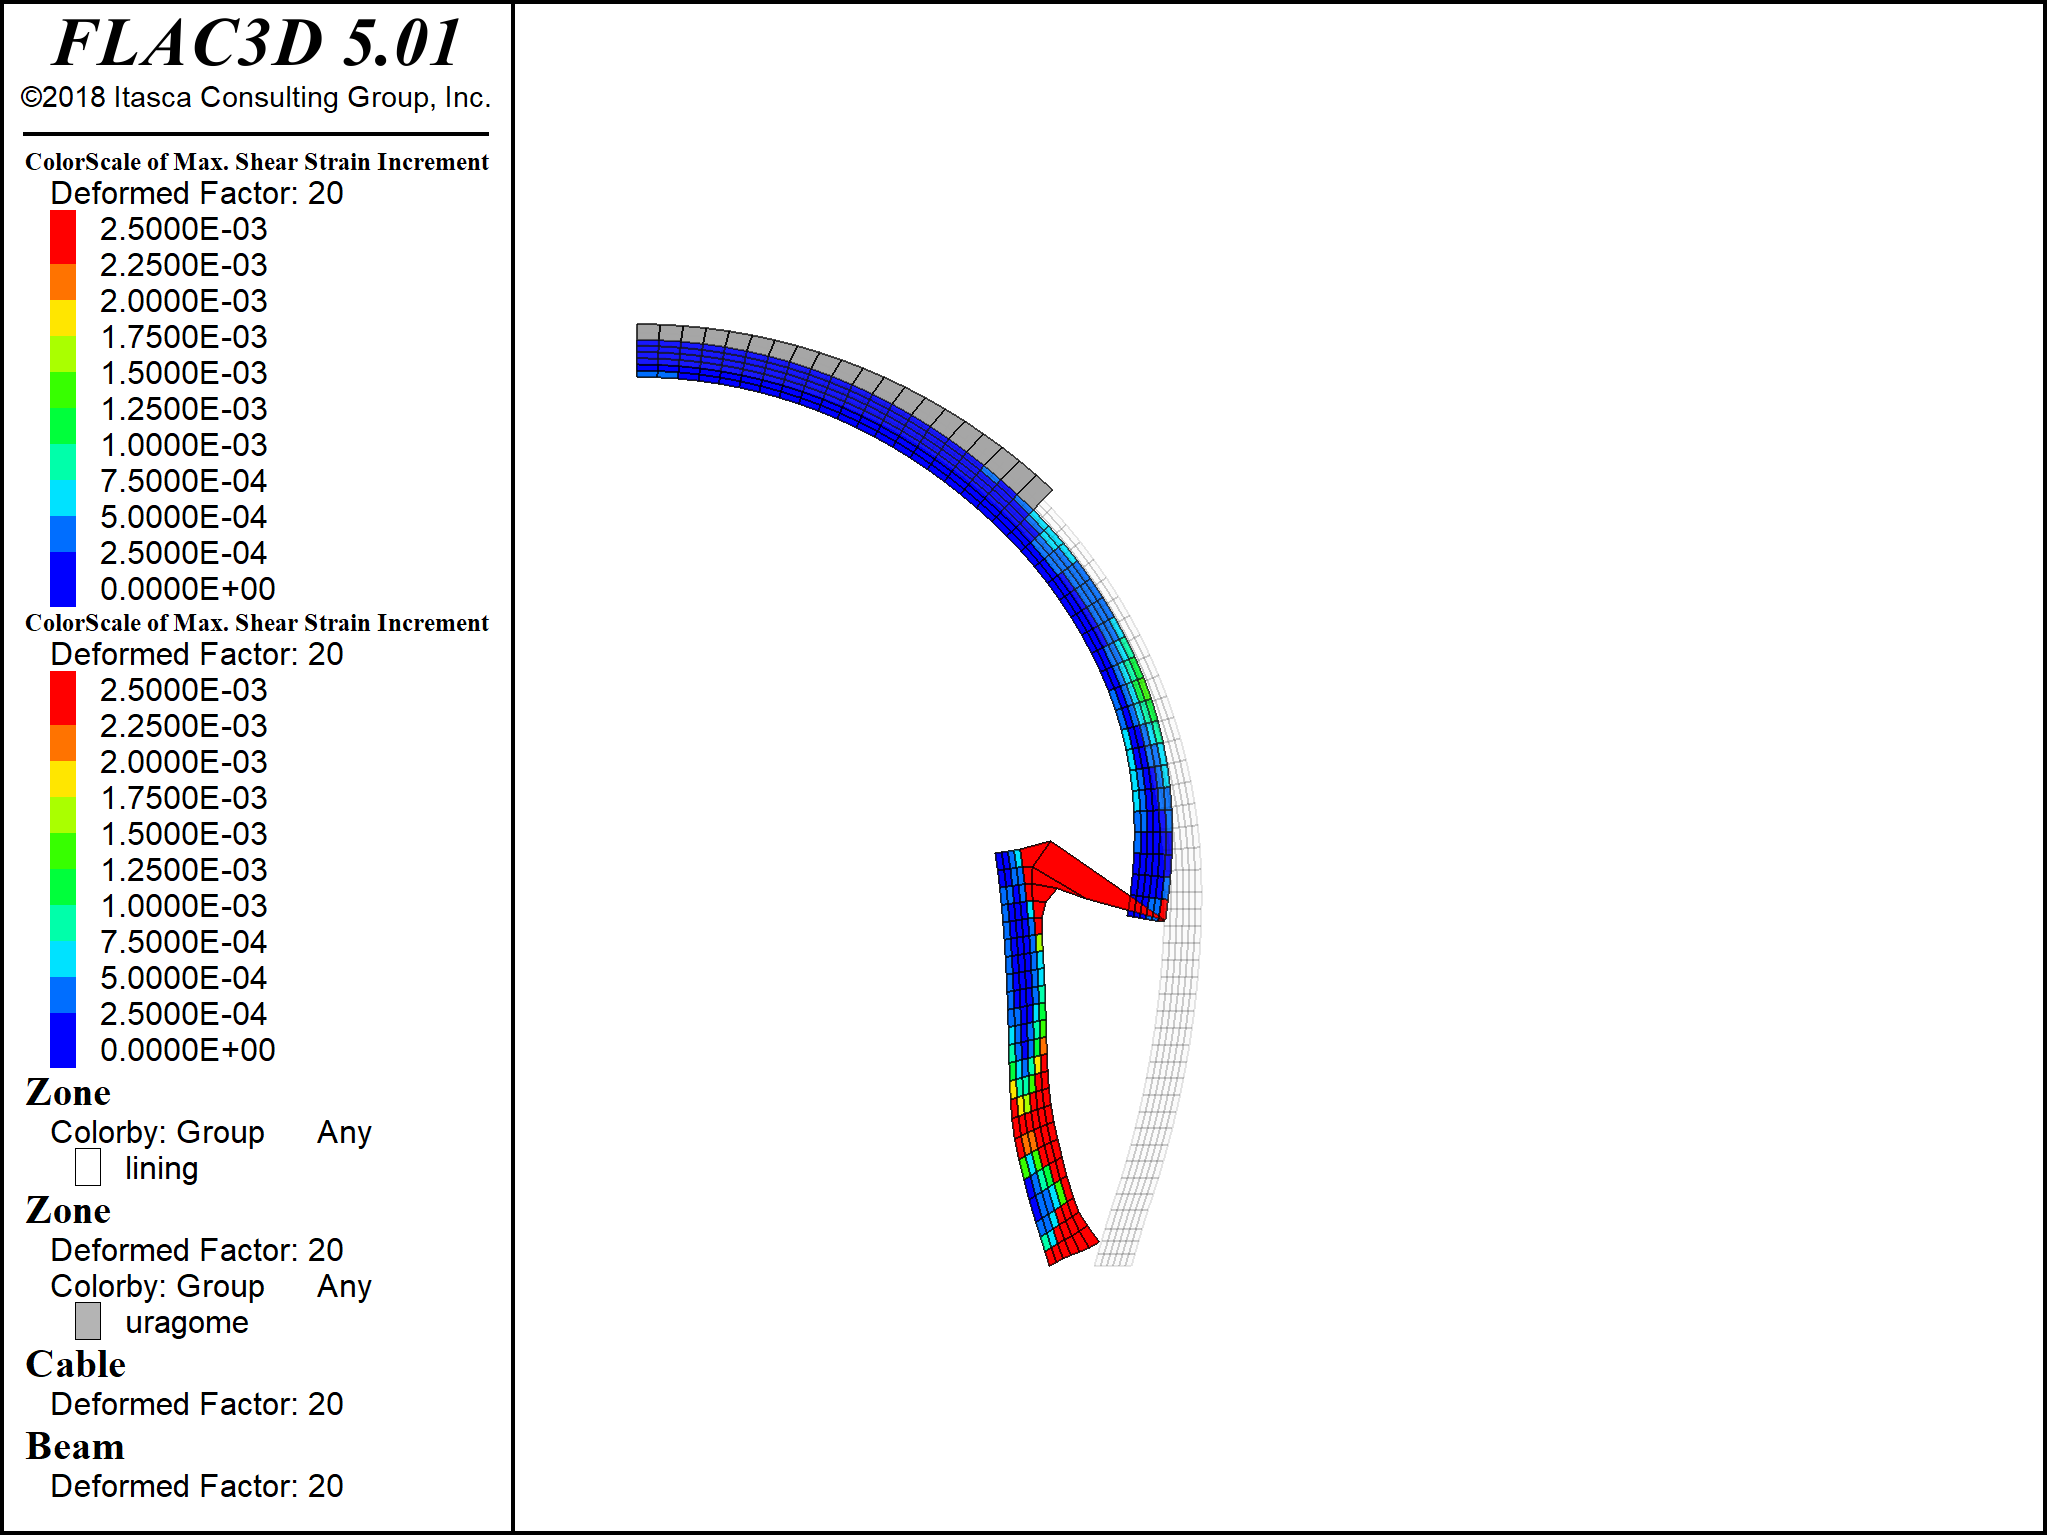 FLAC3D 5.01
©2018 Itasca Consulting Group, Inc.
ColorScale of Max. Shear Strain Increment
Deformed Factor: 20
2.5000E-03
2.2500E-03
2.0000E-03
1.7500E-03
1.5000E-03
1.2500E-03
1.0000E-03
7.5000E-04
5.0000E-04
2.5000E-04
0.0000E+00
ColorScale of Max. Shear Strain Increment
Deformed Factor: 20
2.5000E-03
2.2500E-03
2.0000E-03
1.7500E-03
1.5000E-03
1.2500E-03
1.0000E-03
7.5000E-04
5.0000E-04
2.5000E-04
0.0000E+00
Zone
Colorby: Group Any
lining
Zone
Deformed Factor: 20
Colorby: Group Any
uragome
Cable
Deformed Factor: 20
Beam
Deformed Factor: 20